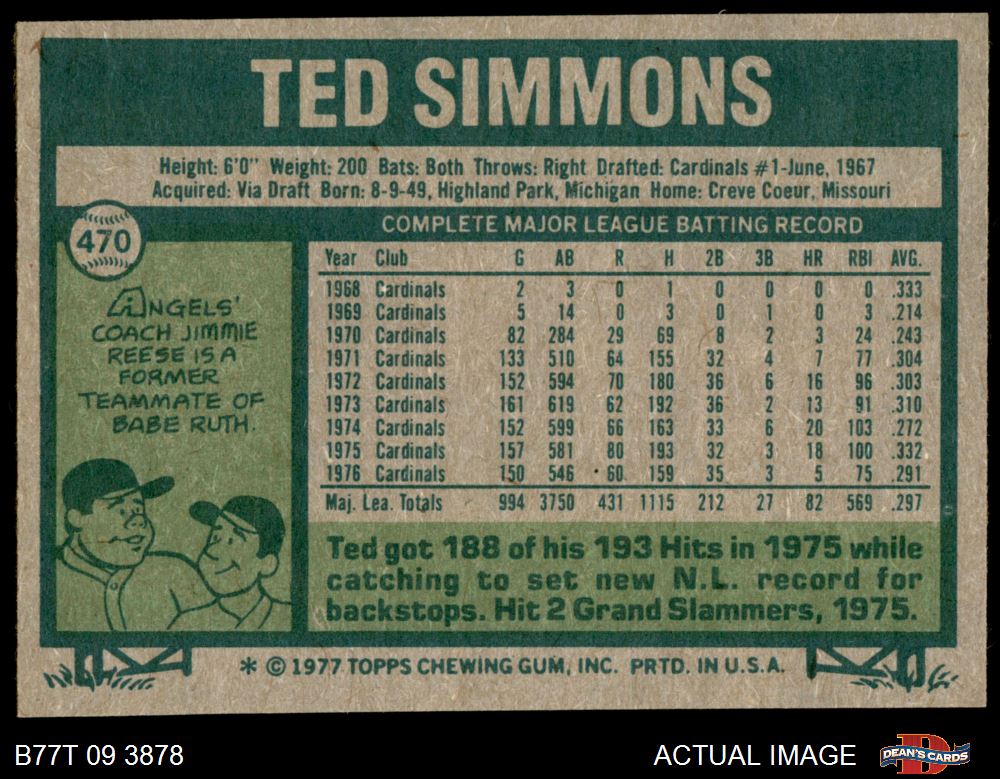 TED SIMMONS
Height: 6'0" Weight: 200 Bats: Both Throws: Right Drafted: Cardinals #1-June, 1967
Acquired: Via Draft Born: 8-9-49, Highland Park, Michigan Home: Creve Coeur, Missouri
470
COMPLETE MAJOR LEAGUE BATTING RECORD
ANGELS'
COACH JIMMIE
REESE IS A
FORMER
TEAMMATE OF
BABE RUTH.
Year Club G AB R H 2B 3B HR RBI AVG.
1968 Cardinals 2 3 0 1 0 0 0 0 .333
1969 Cardinals 5 14 0 3 0 1 0 3 .214
1970 Cardinals 82 284 29 69 8 2 3 24 .243
1971 Cardinals 133 510 64 155 32 4 7 77 .304
1972 Cardinals 152 594 70 180 36 6 16 96 .303
1973 Cardinals 161 619 62 192 36 2 13 91 .310
1974 Cardinals 152 599 66 163 33 6 20 103 .272
1975 Cardinals 157 581 80 193 32 3 18 100 .332
1976 Cardinals 150 546 60 159 35 3 5 75 .291
Maj. Lea. Totals 994 3750 431 1115 212 27 82 569 .297
Ted got 188 of his 193 Hits in 1975 while
catching to set new N.L. record for
backstops. Hit 2 Grand Slammers, 1975.
* © 1977 TOPPS CHEWING GUM, INC. PRTD. IN U.S.A.
B77T 09 3878
ACTUAL IMAGE
DEAN'S CARDS